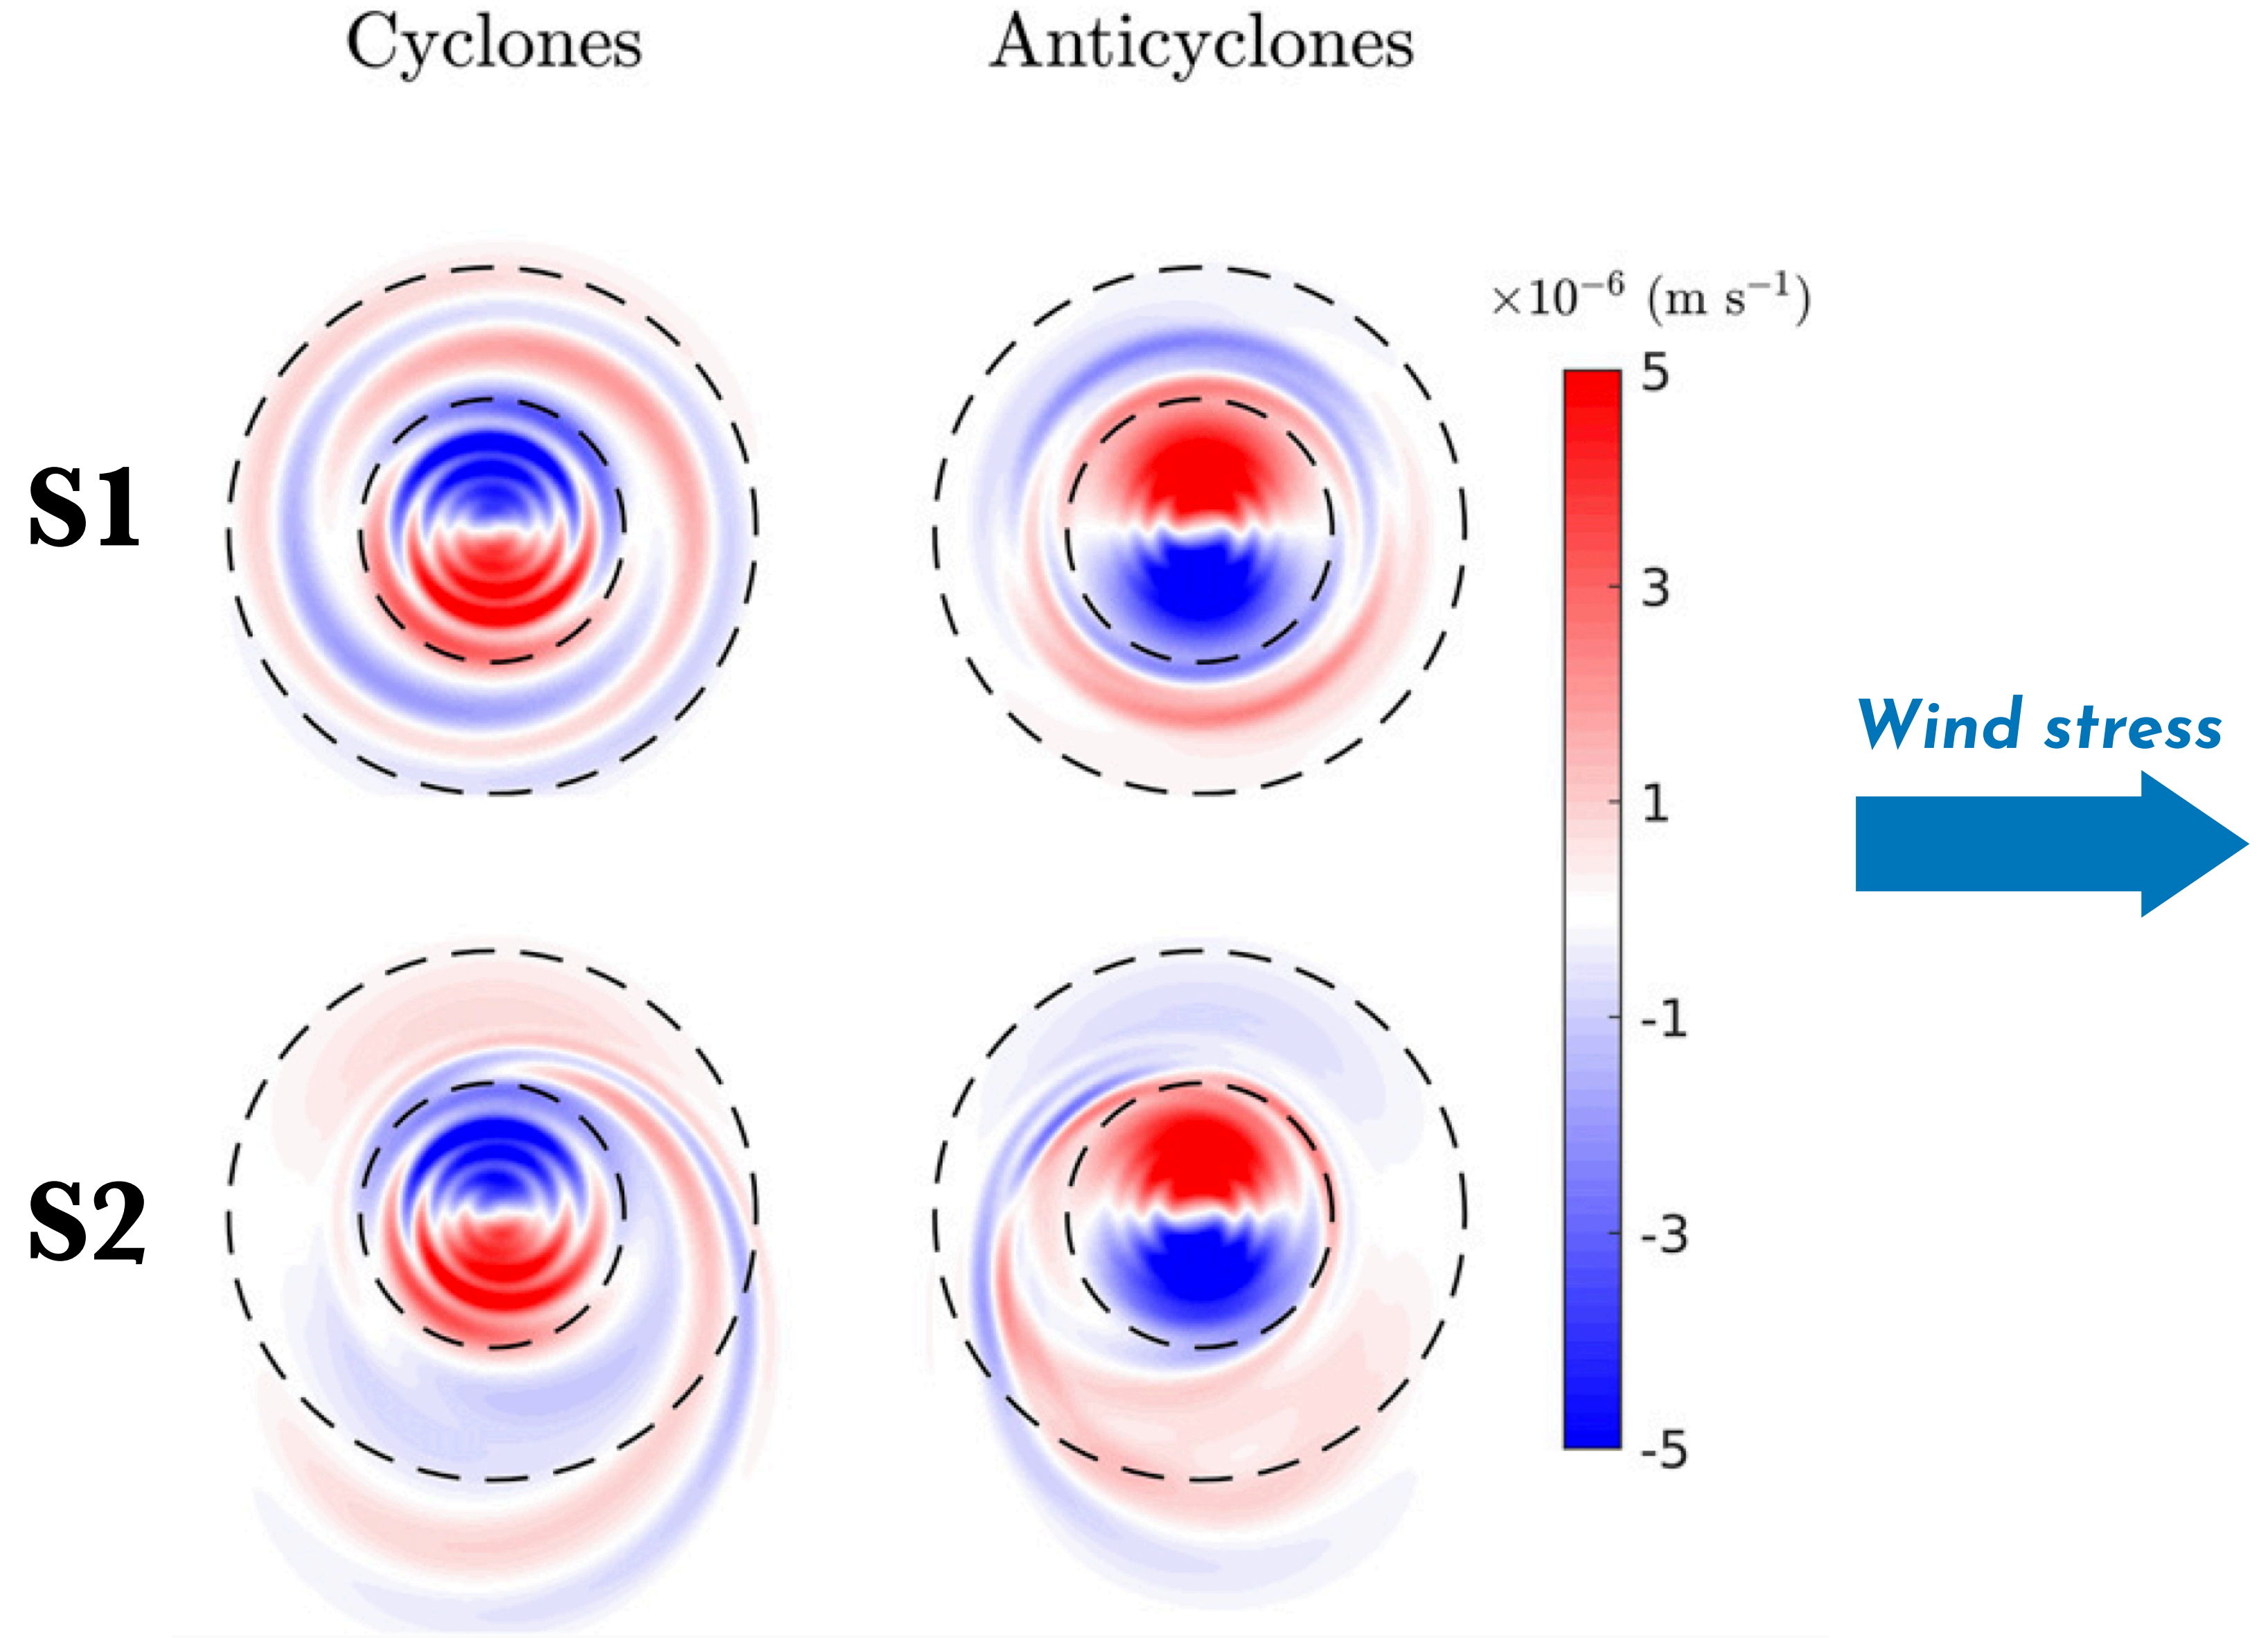 Cyclones
Anticyclones
S1
×10⁻⁶ (m s⁻¹)
5
3
1
-1
-3
-5
Wind stress
S2